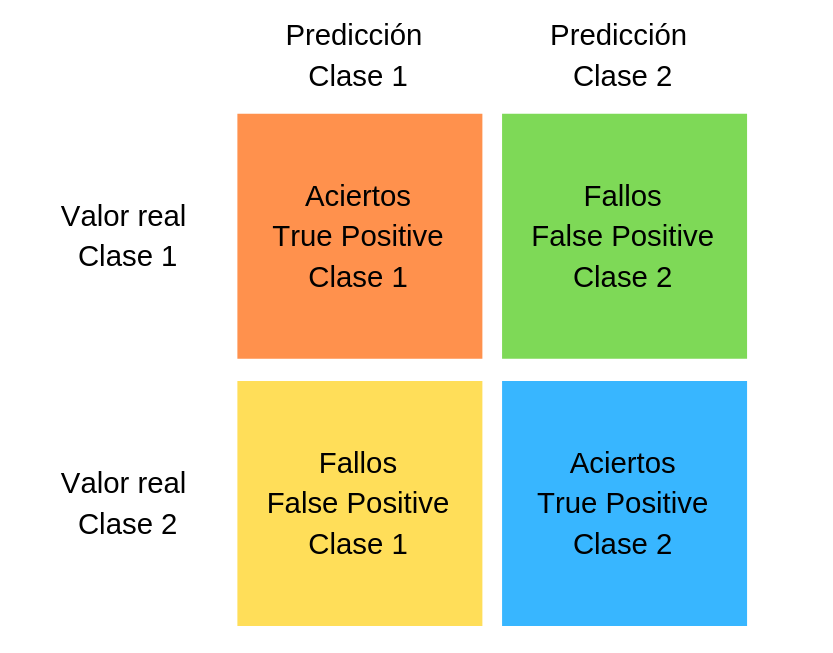 Predicción
Clase 1
Predicción
Clase 2
Valor real
Clase 1
Aciertos
True Positive
Clase 1
Fallos
False Positive
Clase 2
Valor real
Clase 2
Fallos
False Positive
Clase 1
Aciertos
True Positive
Clase 2